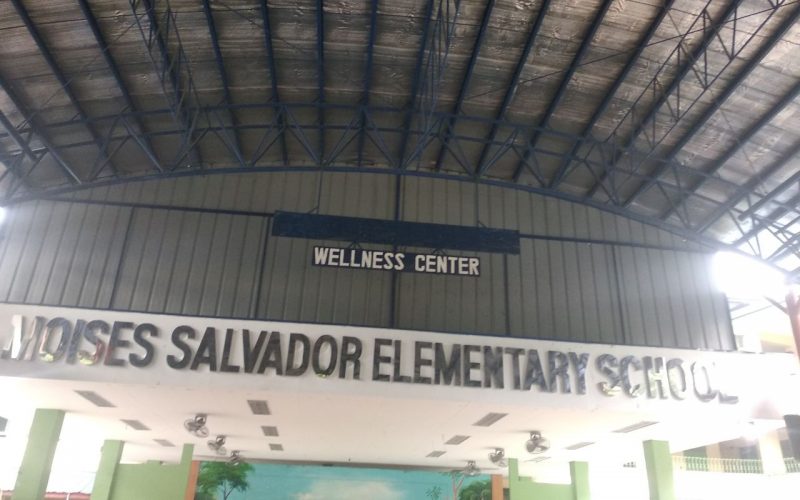 WELLNESS CENTER
MOISES SALVADOR ELEMENTARY SCHOOL